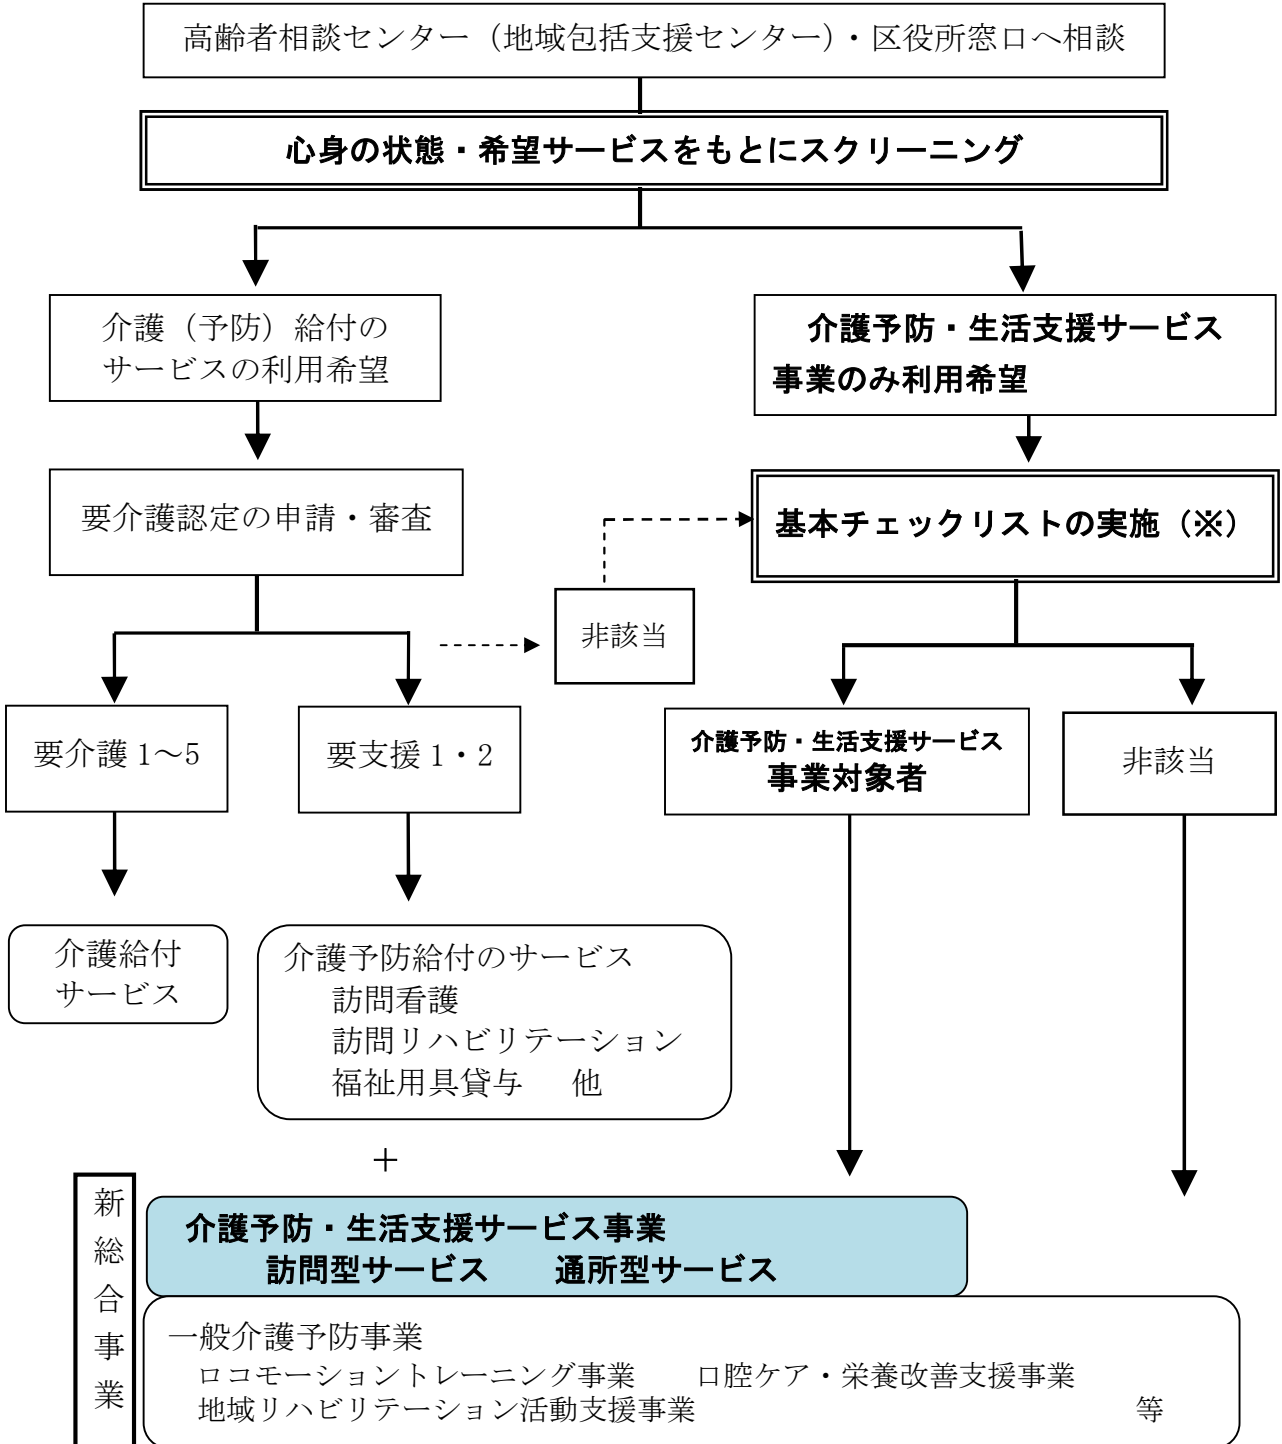 高齢者相談センター（地域包括支援センター）・区役所窓口へ相談
心身の状態・希望サービスをもとにスクリーニング
介護（予防）給付の
サービスの利用希望
介護予防・生活支援サービス
事業のみ利用希望
要介護認定の申請・審査
基本チェックリストの実施（※）
非該当
要介護 1～5
要支援 1・2
介護予防・生活支援サービス
事業対象者
非該当
介護給付
サービス
介護予防給付のサービス
訪問看護
訪問リハビリテーション
福祉用具貸与　他
＋
新総合事業
介護予防・生活支援サービス事業
訪問型サービス　通所型サービス
一般介護予防事業
ロコモーショントレーニング事業　口腔ケア・栄養改善支援事業
地域リハビリテーション活動支援事業　等